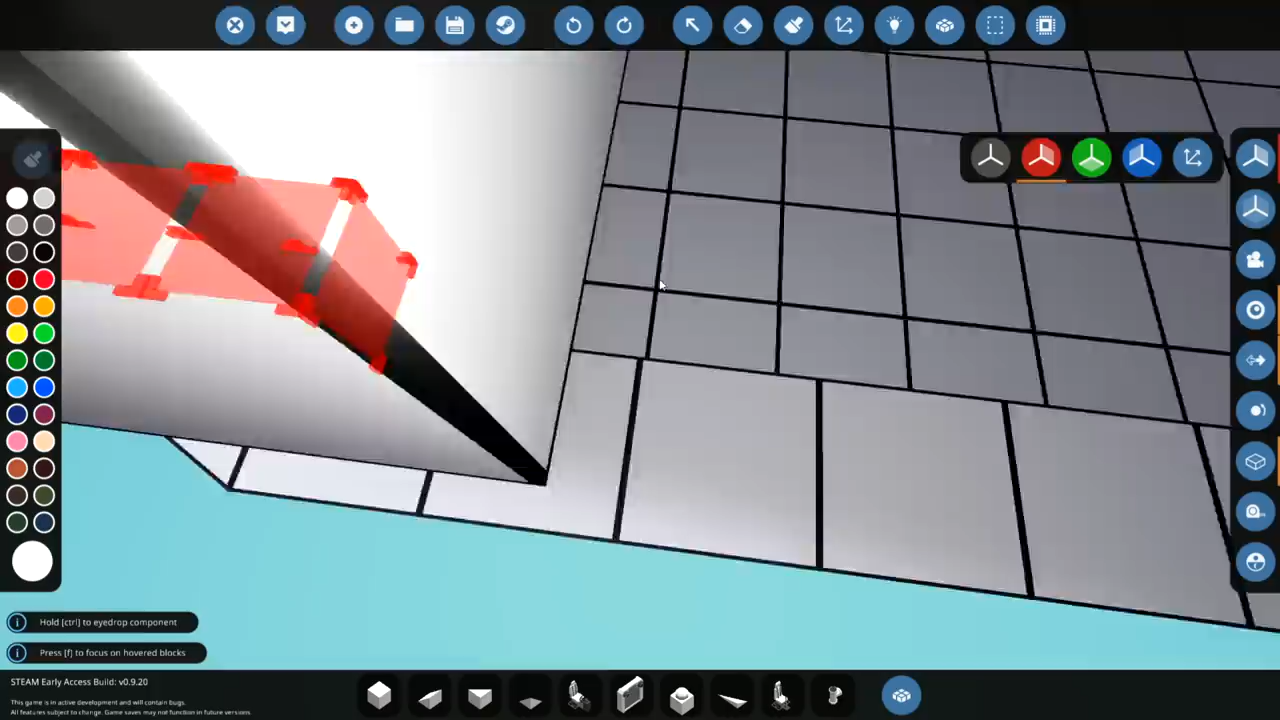 Hold [ctrl] to eyedrop component
Press [f] to focus on hovered blocks
STEAM Early Access Build: v0.9.20
This game is in active development and will contain bugs.
All features subject to change. Game saves may not function in future versions.